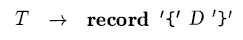 T → record '{' D '}'